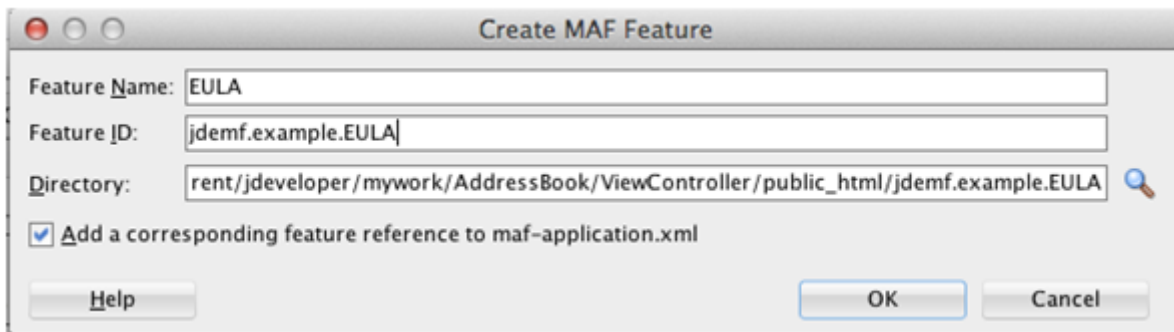 Create MAF Feature
Feature Name: EULA
Feature ID: jdemf.example.EULA
Directory: rent/jdeveloper/mywork/AddressBook/ViewController/public_html/jdemf.example.EULA
Add a corresponding feature reference to maf-application.xml
Help OK Cancel